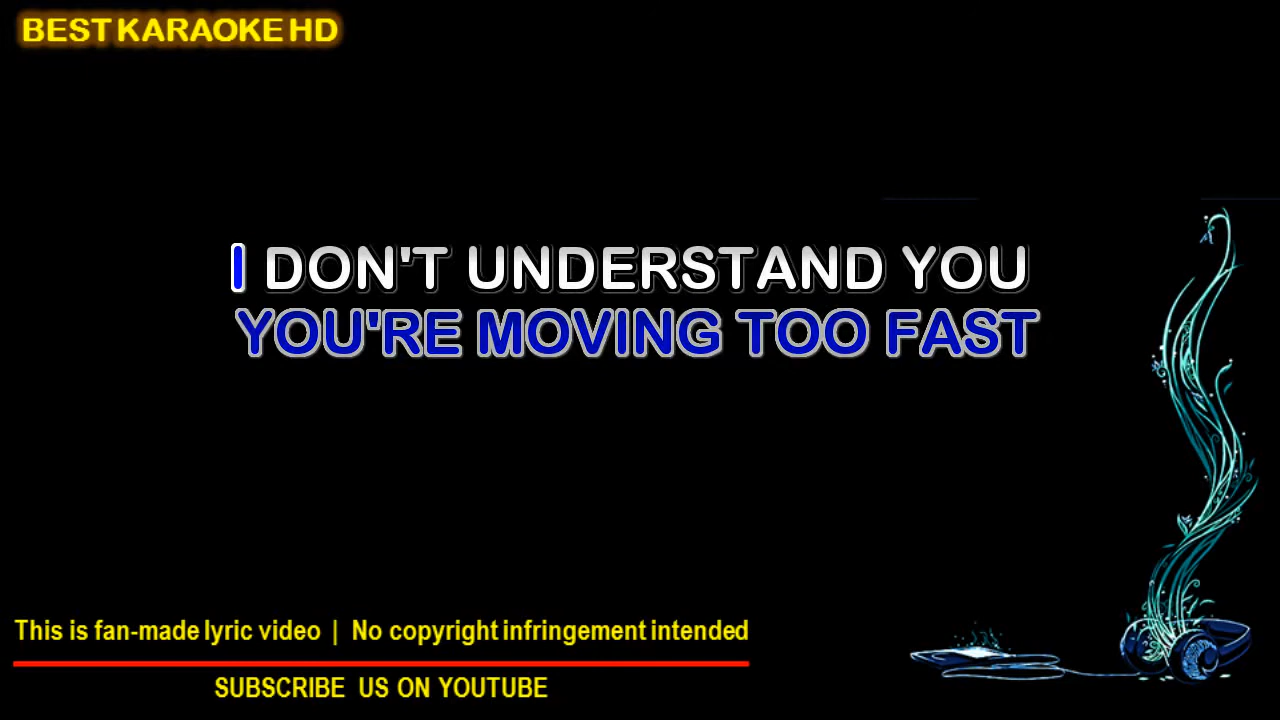 BEST KARAOKE HD
I DON'T UNDERSTAND YOU
YOU'RE MOVING TOO FAST
This is fan-made lyric video | No copyright infringement intended
SUBSCRIBE US ON YOUTUBE